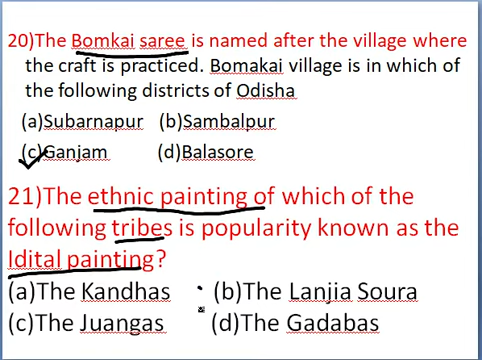 20)The Bomkai saree is named after the village where
the craft is practiced. Bomakai village is in which of
the following districts of Odisha
(a)Subarnapur (b)Sambalpur
(c)Ganjam (d)Balasore
21)The ethnic painting of which of the
following tribes is popularity known as the
Idital painting?
(a)The Kandhas (b)The Lanjia Soura
(c)The Juangas (d)The Gadabas